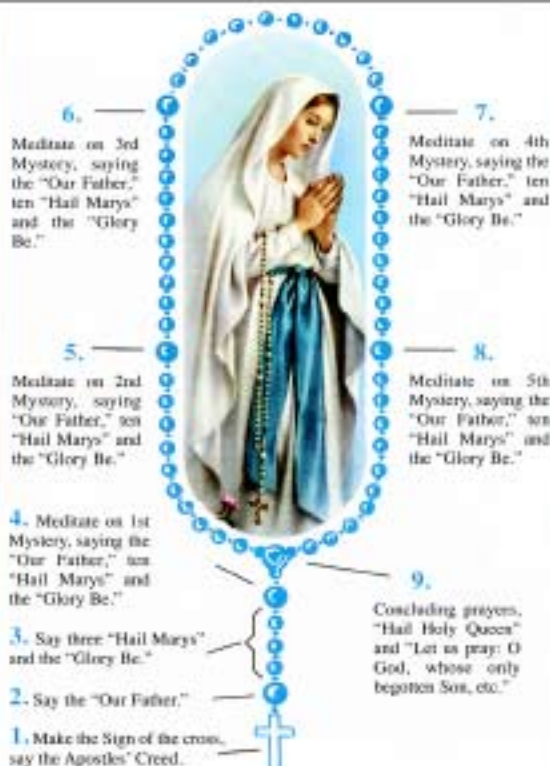 6.
Meditate on 3rd
Mystery, saying
the "Our Father,"
ten "Hail Marys"
and the "Glory
Be."
7.
Meditate on 4th
Mystery, saying the
"Our Father," ten
"Hail Marys" and
the "Glory Be."
5.
Meditate on 2nd
Mystery, saying
"Our Father," ten
"Hail Marys" and
the "Glory Be."
8.
Meditate on 5th
Mystery, saying the
"Our Father," ten
"Hail Marys" and
the "Glory Be."
4. Meditate on 1st
Mystery, saying the
"Our Father," ten
"Hail Marys" and
the "Glory Be."
3. Say three "Hail Marys"
and the "Glory Be."
2. Say the "Our Father."
1. Make the Sign of the cross,
say the Apostles' Creed.
9.
Concluding prayers,
"Hail Holy Queen"
and "Let us pray: O
God, whose only
begotten Son, etc."